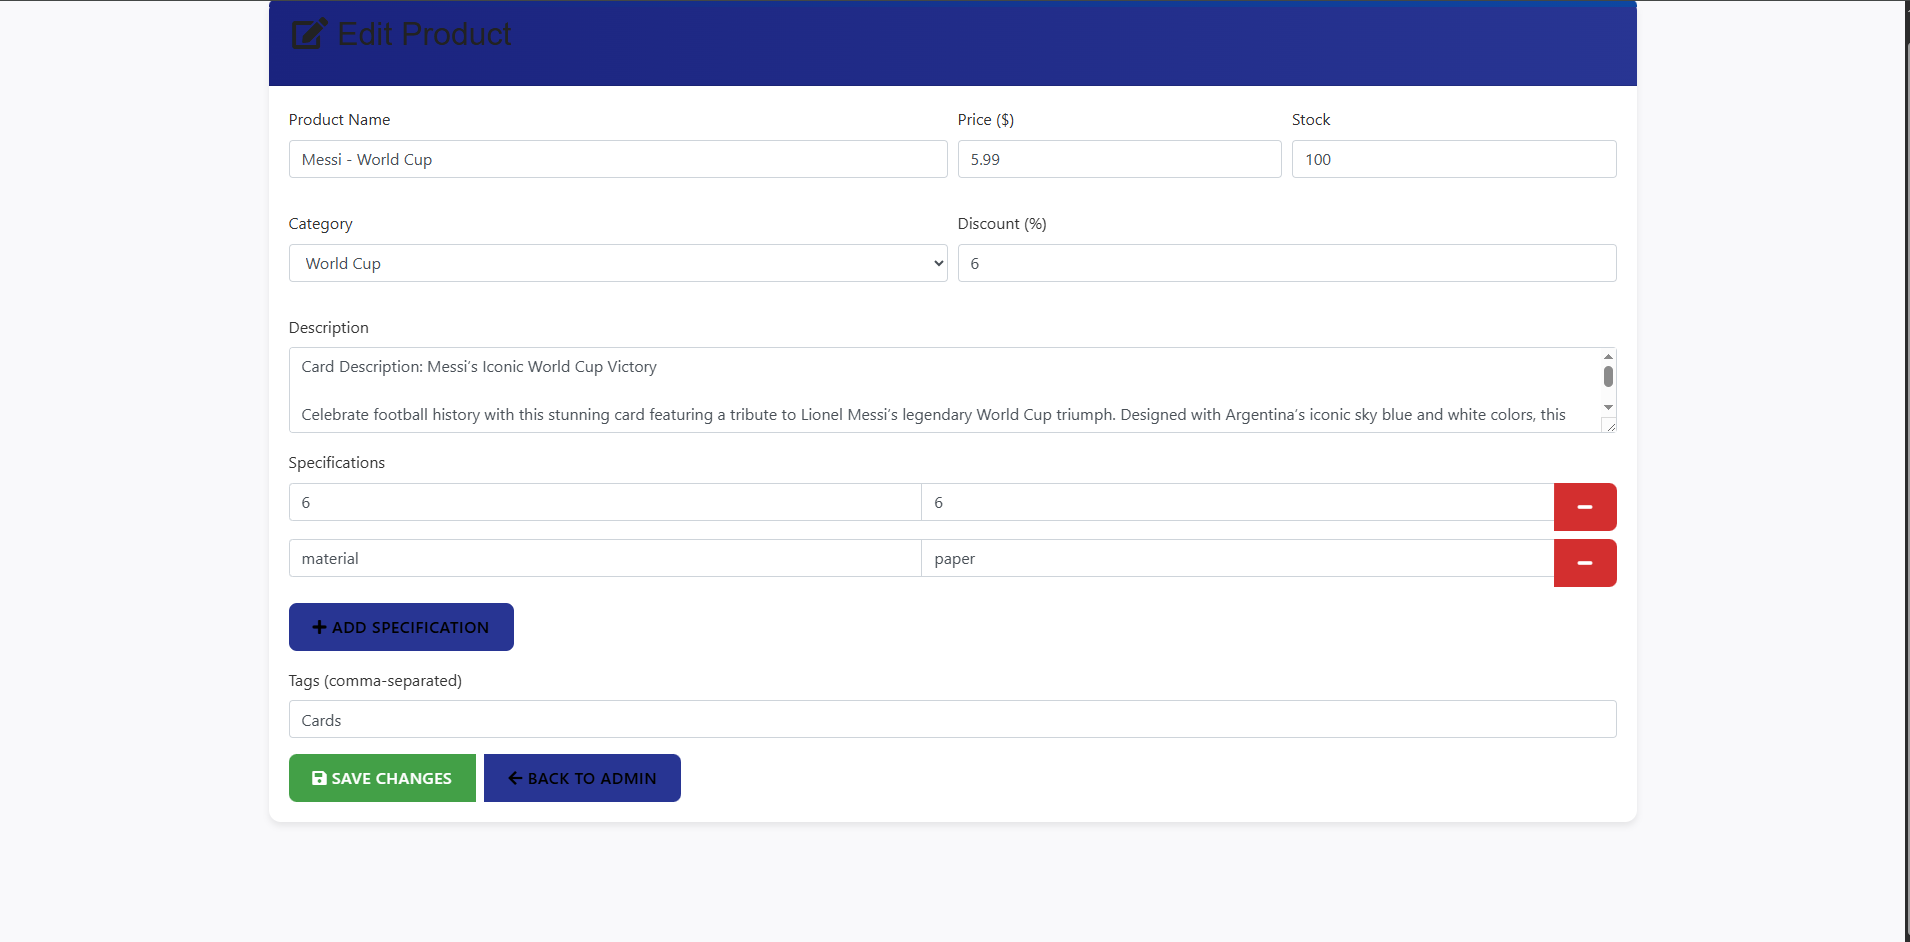 Edit Product
Product Name
Price ($)
Stock
Messi - World Cup
5.99
100
Category
Discount (%)
World Cup
6
Description
Card Description: Messi’s Iconic World Cup Victory
Celebrate football history with this stunning card featuring a tribute to Lionel Messi’s legendary World Cup triumph. Designed with Argentina’s iconic sky blue and white colors, this
Specifications
6
6
material
paper
ADD SPECIFICATION
Tags (comma-separated)
Cards
SAVE CHANGES
BACK TO ADMIN